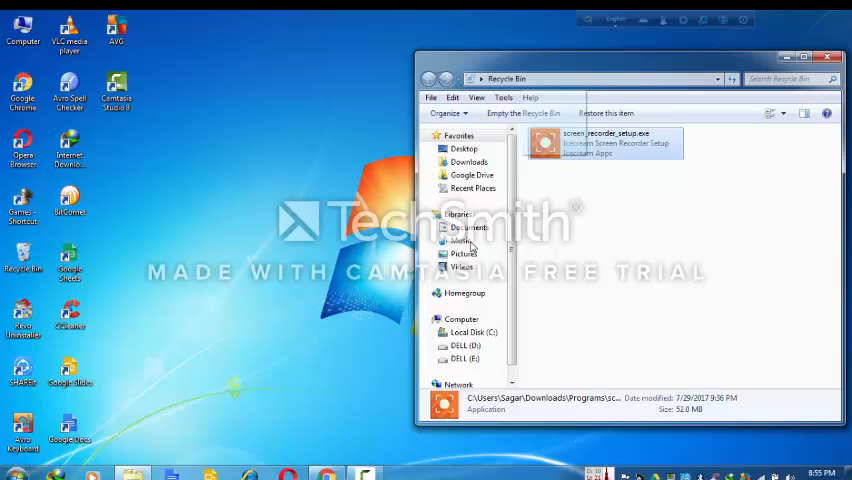 English
Computer
VLC media
player
AVG
Google
Chrome
Avro Spell
Checker
Camtasia
Studio 8
Opera
Browser
Internet
Downlo...
Games -
Shortcut
BitComet
Recycle Bin
Google
Sheets
Revo
Uninstaller
CCleaner
SHAREit
Google Slides
Avro
Keyboard
Google Docs
Recycle Bin
Search Recycle Bin
File Edit View Tools Help
Organize Empty the Recycle Bin Restore this item
Favorites
Desktop
Downloads
Google Drive
Recent Places
Libraries
Documents
Music
Pictures
Videos
Homegroup
Computer
Local Disk (C:)
DELL (D:)
DELL (E:)
Network
screen_recorder_setup.exe
Icecream Screen Recorder Setup
Icecream Apps
TechSmith®
MADE WITH CAMTASIA FREE TRIAL
C:\Users\Sagar\Downloads\Programs\sc... Date modified: 7/29/2017 9:36 PM
Application Size: 52.0 MB
8:55 PM